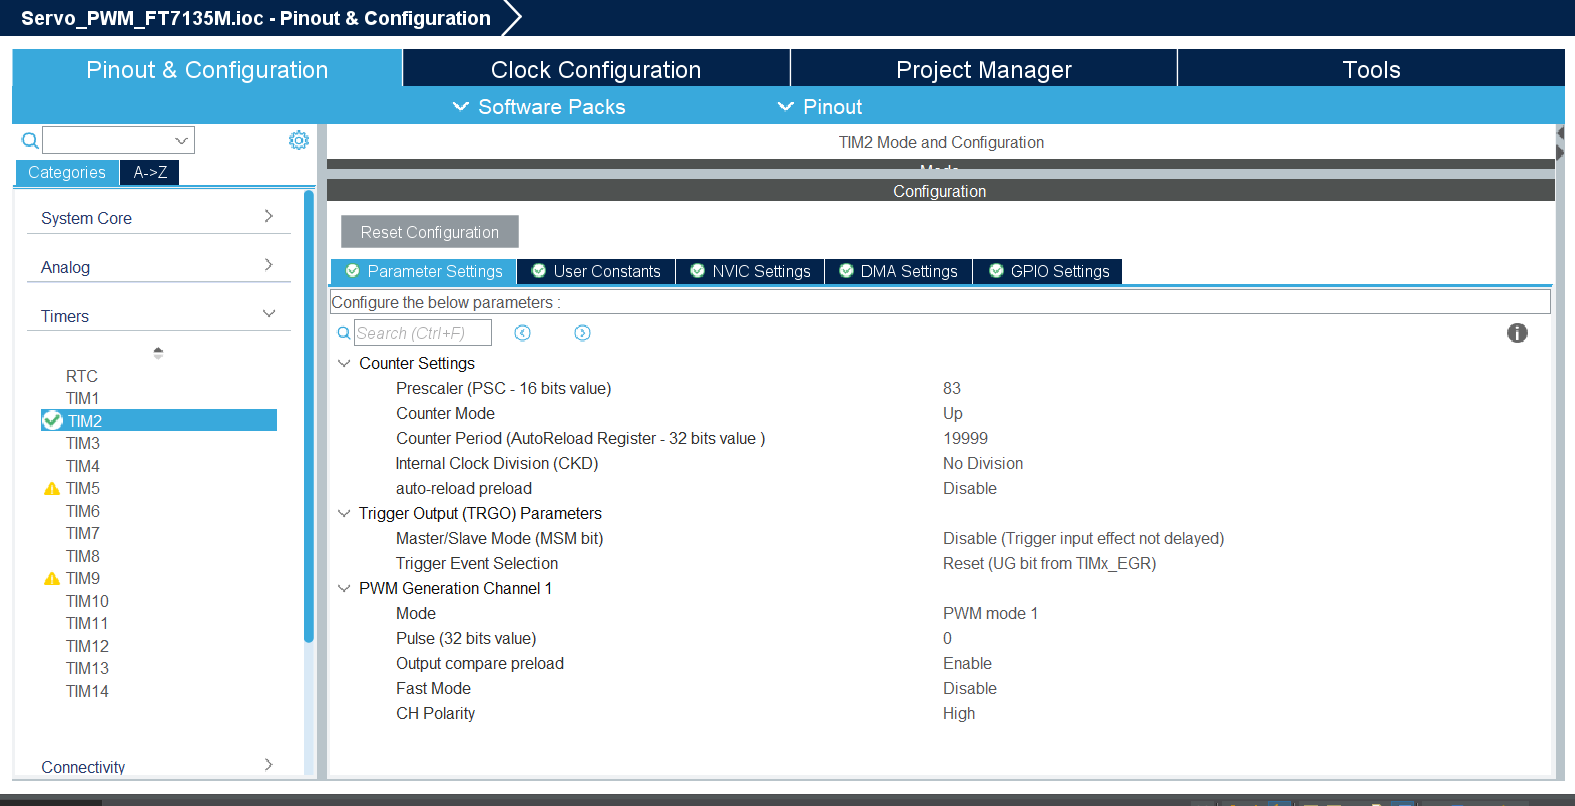 Servo_PWM_FT7135M.ioc - Pinout & Configuration
Pinout & Configuration
Clock Configuration
Project Manager
Tools
Software Packs
Pinout
TIM2 Mode and Configuration
Categories
A->Z
Mode
Configuration
System Core
Analog
Timers
RTC
TIM1
TIM2
TIM3
TIM4
TIM5
TIM6
TIM7
TIM8
TIM9
TIM10
TIM11
TIM12
TIM13
TIM14
Connectivity
Reset Configuration
Parameter Settings
User Constants
NVIC Settings
DMA Settings
GPIO Settings
Configure the below parameters :
Search (Ctrl+F)
Counter Settings
Prescaler (PSC - 16 bits value) 83
Counter Mode Up
Counter Period (AutoReload Register - 32 bits value ) 19999
Internal Clock Division (CKD) No Division
auto-reload preload Disable
Trigger Output (TRGO) Parameters
Master/Slave Mode (MSM bit) Disable (Trigger input effect not delayed)
Trigger Event Selection Reset (UG bit from TIMx_EGR)
PWM Generation Channel 1
Mode PWM mode 1
Pulse (32 bits value) 0
Output compare preload Enable
Fast Mode Disable
CH Polarity High